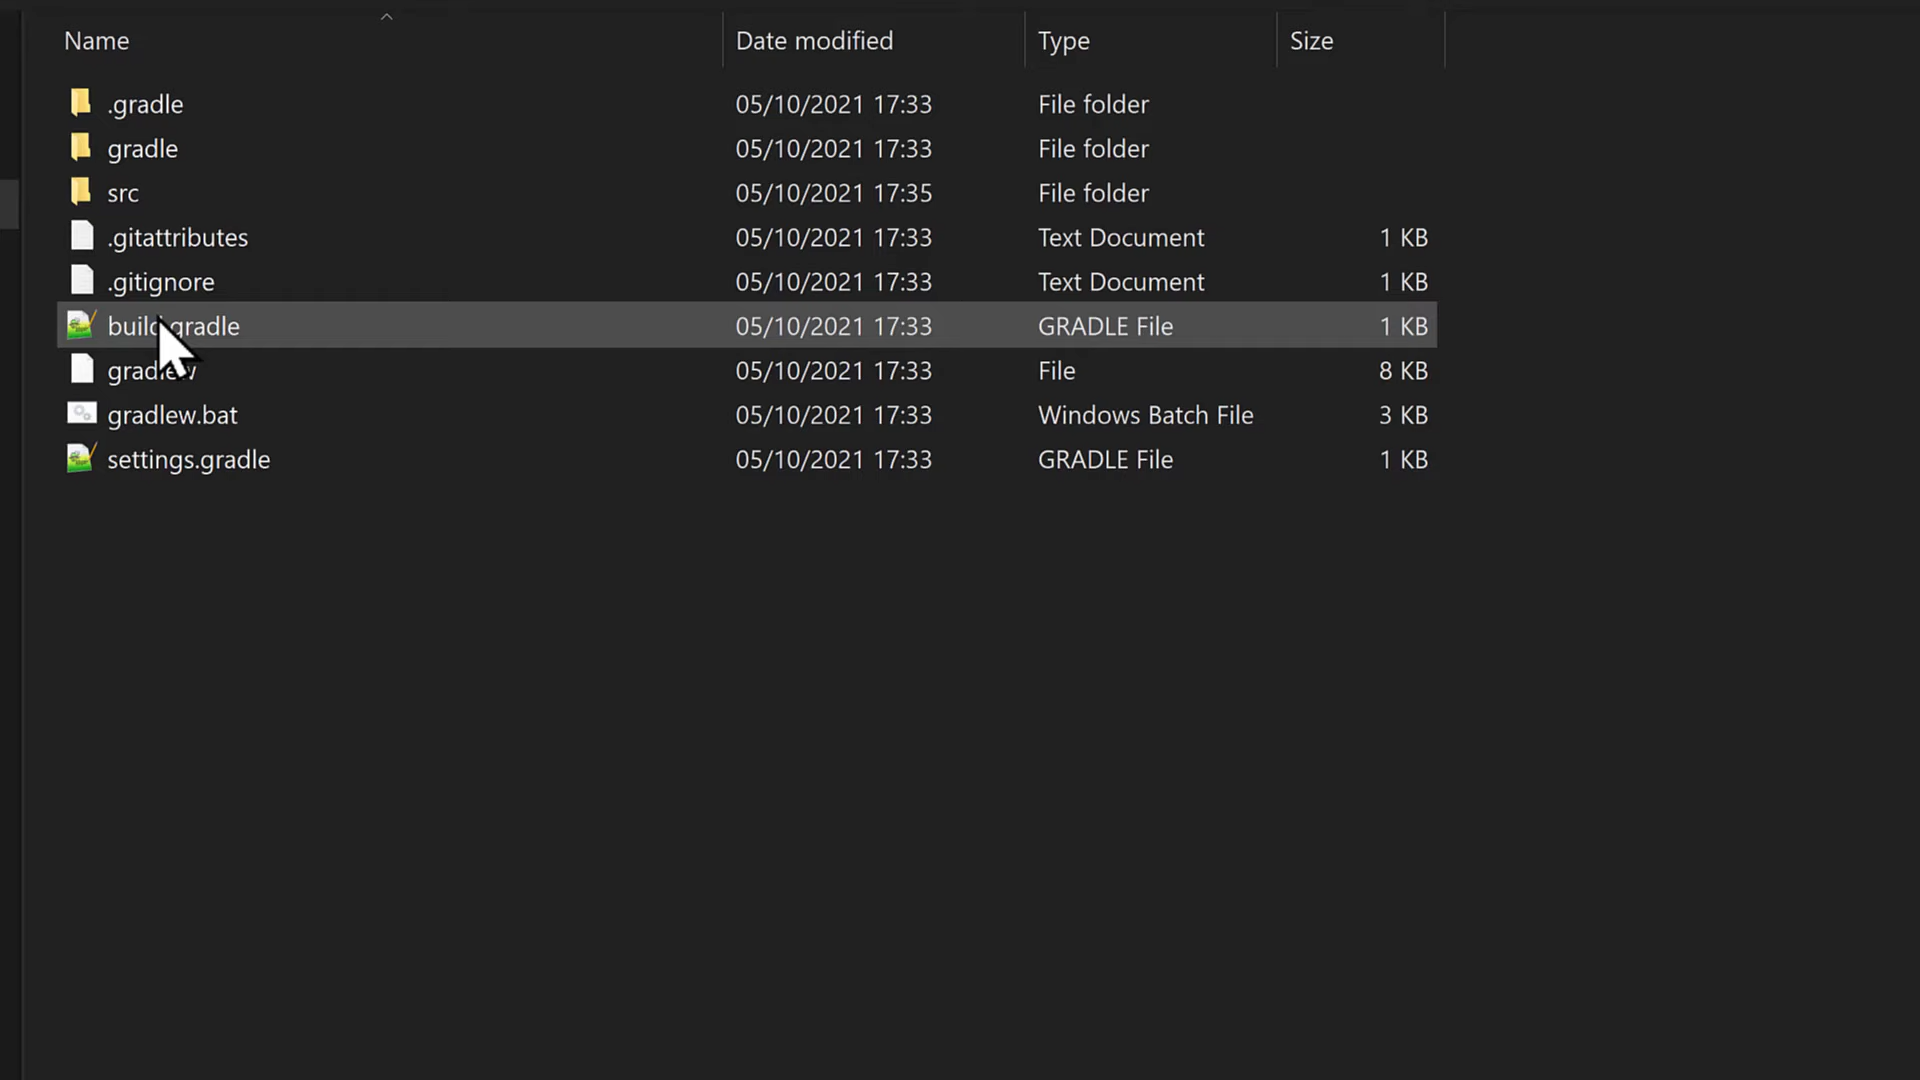 Name Date modified Type Size
.gradle 05/10/2021 17:33 File folder
gradle 05/10/2021 17:33 File folder
src 05/10/2021 17:35 File folder
.gitattributes 05/10/2021 17:33 Text Document 1 KB
.gitignore 05/10/2021 17:33 Text Document 1 KB
build.gradle 05/10/2021 17:33 GRADLE File 1 KB
gradlew 05/10/2021 17:33 File 8 KB
gradlew.bat 05/10/2021 17:33 Windows Batch File 3 KB
settings.gradle 05/10/2021 17:33 GRADLE File 1 KB